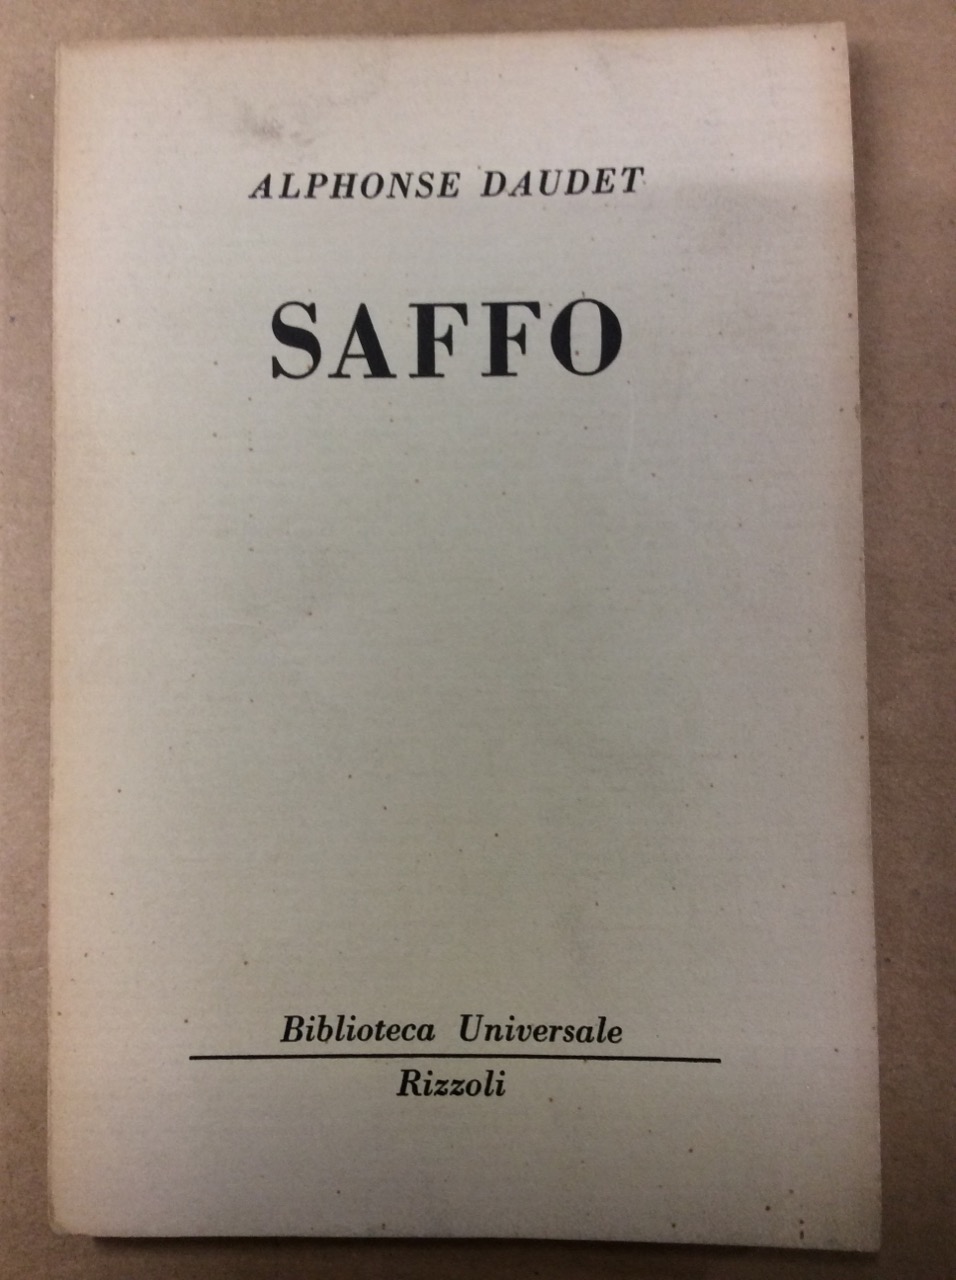 ALPHONSE DAUDET
SAFFO
Biblioteca Universale
Rizzoli